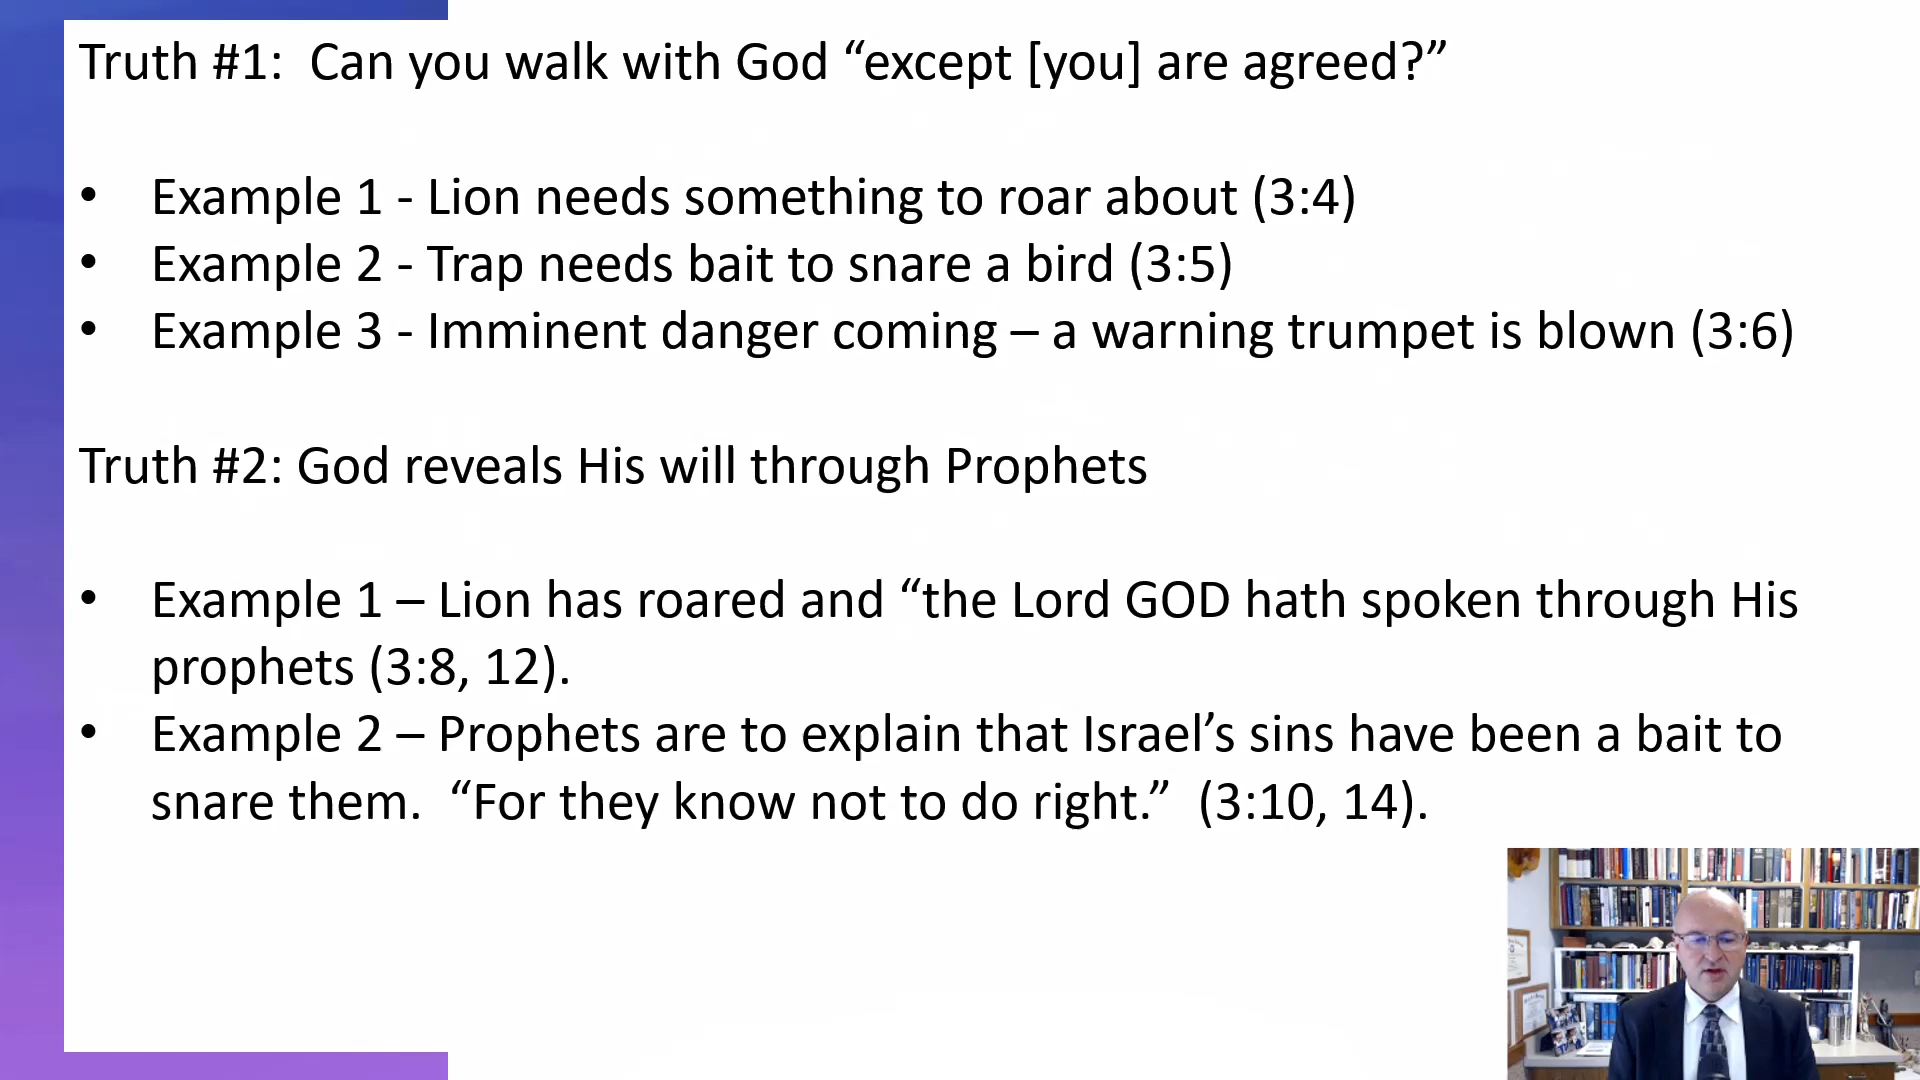 Truth #1:  Can you walk with God “except [you] are agreed?”
• Example 1 - Lion needs something to roar about (3:4)
• Example 2 - Trap needs bait to snare a bird (3:5)
• Example 3 - Imminent danger coming – a warning trumpet is blown (3:6)
Truth #2: God reveals His will through Prophets
• Example 1 – Lion has roared and “the Lord GOD hath spoken through His
prophets (3:8, 12).
• Example 2 – Prophets are to explain that Israel’s sins have been a bait to
snare them.  “For they know not to do right.”  (3:10, 14).